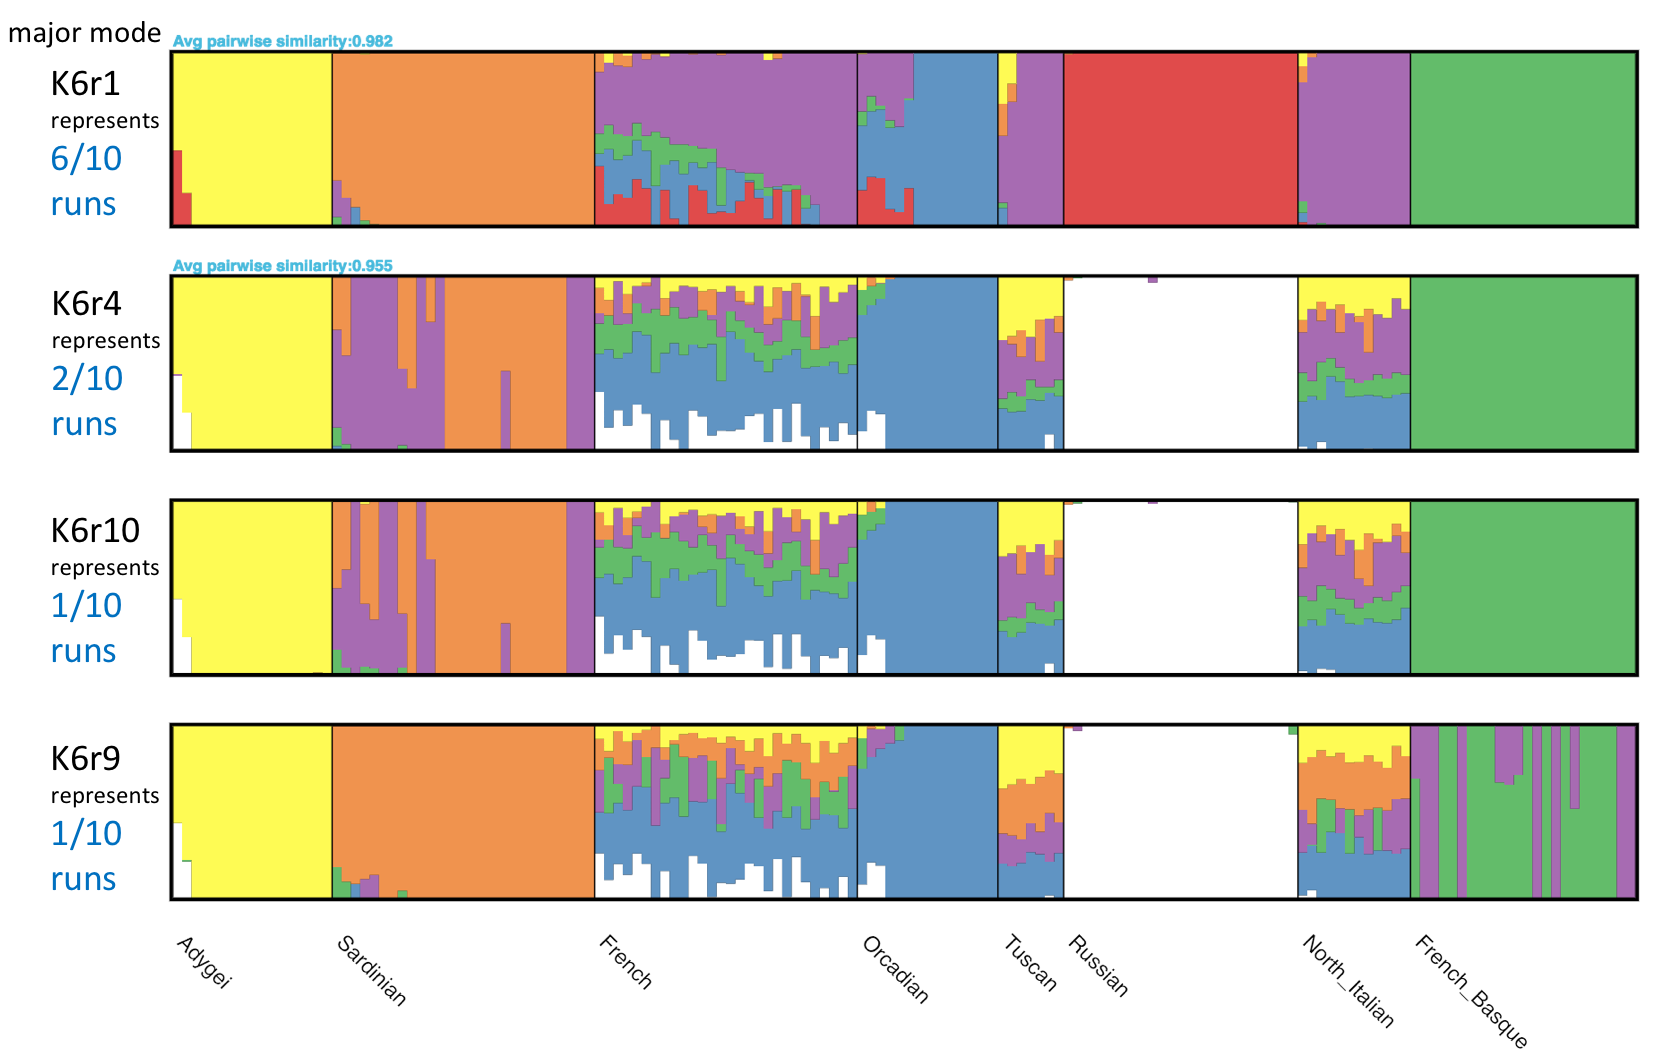 major mode
Avg pairwise similarity:0.982
K6r1
represents
6/10
runs
Avg pairwise similarity:0.955
K6r4
represents
2/10
runs
K6r10
represents
1/10
runs
K6r9
represents
1/10
runs
Adygei
Sardinian
French
Orcadian
Tuscan
Russian
North_Italian
French_Basque